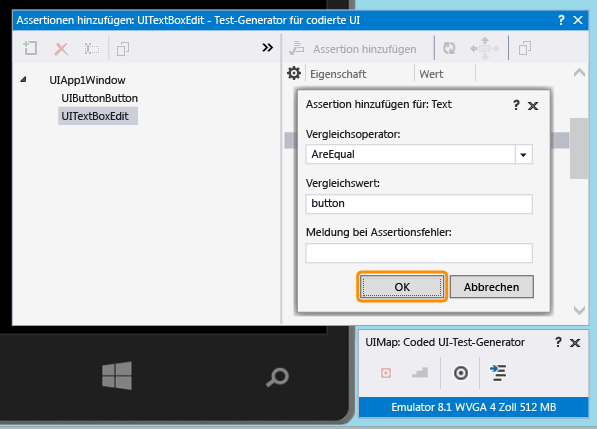 Assertionen hinzufügen: UITextBoxEdit - Test-Generator für codierte UI
Assertion hinzufügen
UIApp1Window
UIButtonButton
UITextBoxEdit
Eigenschaft Wert
Assertion hinzufügen für: Text
Vergleichsoperator:
AreEqual
Vergleichswert:
button
Meldung bei Assertionsfehler:
OK Abbrechen
UIMap: Coded UI-Test-Generator
Emulator 8.1 WVGA 4 Zoll 512 MB